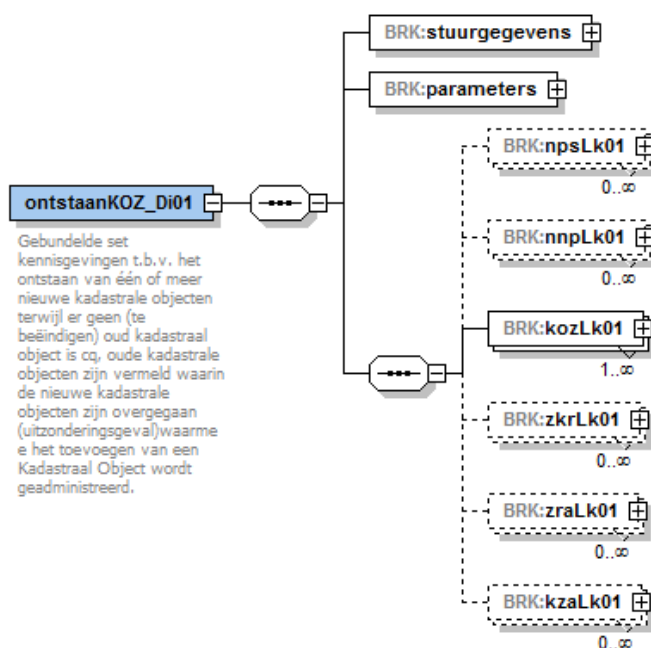 BRK:stuurgegevens
BRK:parameters
BRK:npsLk01
0..∞
BRK:nnpLk01
0..∞
ontstaanKOZ_Di01
Gebundelde set
kennisgevingen t.b.v. het
ontstaan van één of meer
nieuwe kadastrale objecten
terwijl er geen (te
beëindigen) oud kadastraal
object is cq, oude kadastrale
objecten zijn vermeld waarin
de nieuwe kadastrale
objecten zijn overgegaan
(uitzonderingsgeval)waarme
e het toevoegen van een
Kadastraal Object wordt
geadministreerd.
BRK:kozLk01
1..∞
BRK:zkrLk01
0..∞
BRK:zraLk01
0..∞
BRK:kzaLk01
0..∞